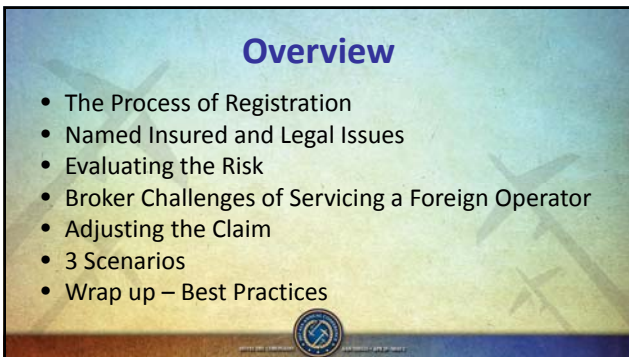 Overview
• The Process of Registration
• Named Insured and Legal Issues
• Evaluating the Risk
• Broker Challenges of Servicing a Foreign Operator
• Adjusting the Claim
• 3 Scenarios
• Wrap up – Best Practices